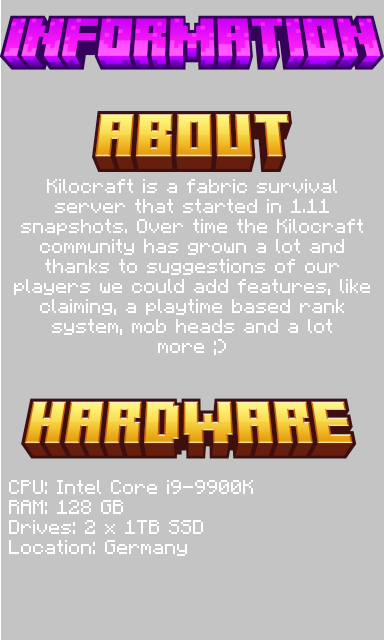 INFORMATION
ABOUT
Kilocraft is a fabric survival
server that started in 1.11
snapshots. Over time the Kilocraft
community has grown a lot and
thanks to suggestions of our
players we could add features, like
claiming, a playtime based rank
system, mob heads and a lot
more ;)
HARDWARE
CPU: Intel Core i9-9900K
RAM: 128 GB
Drives: 2 x 1TB SSD
Location: Germany